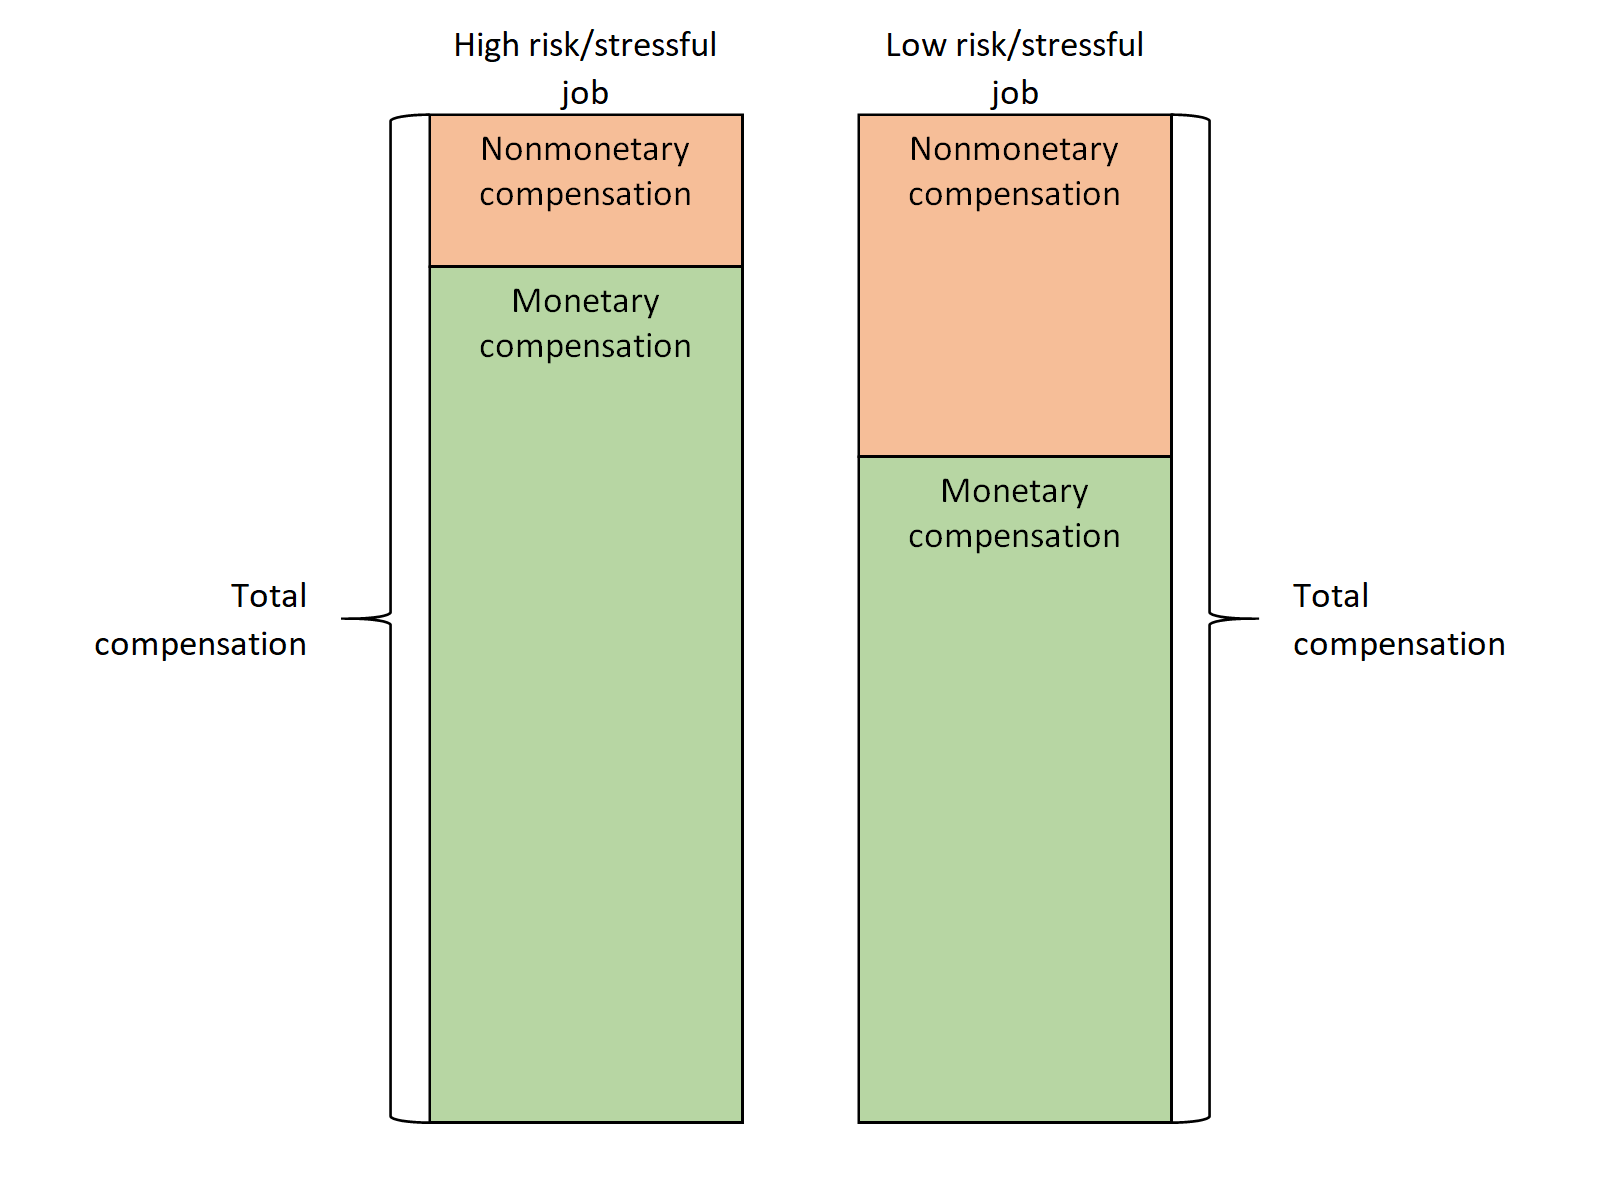 High risk/stressful
job
Nonmonetary
compensation
Monetary
compensation
Total
compensation
Low risk/stressful
job
Nonmonetary
compensation
Monetary
compensation
Total
compensation